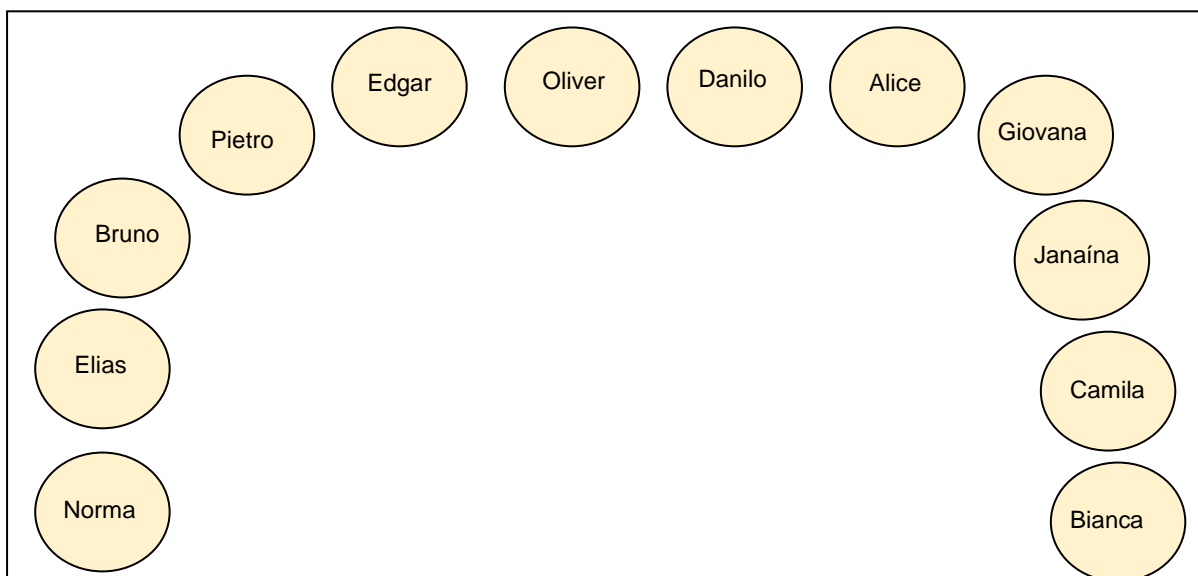 Edgar
Oliver
Danilo
Alice
Pietro
Giovana
Bruno
Janaína
Elias
Camila
Norma
Bianca